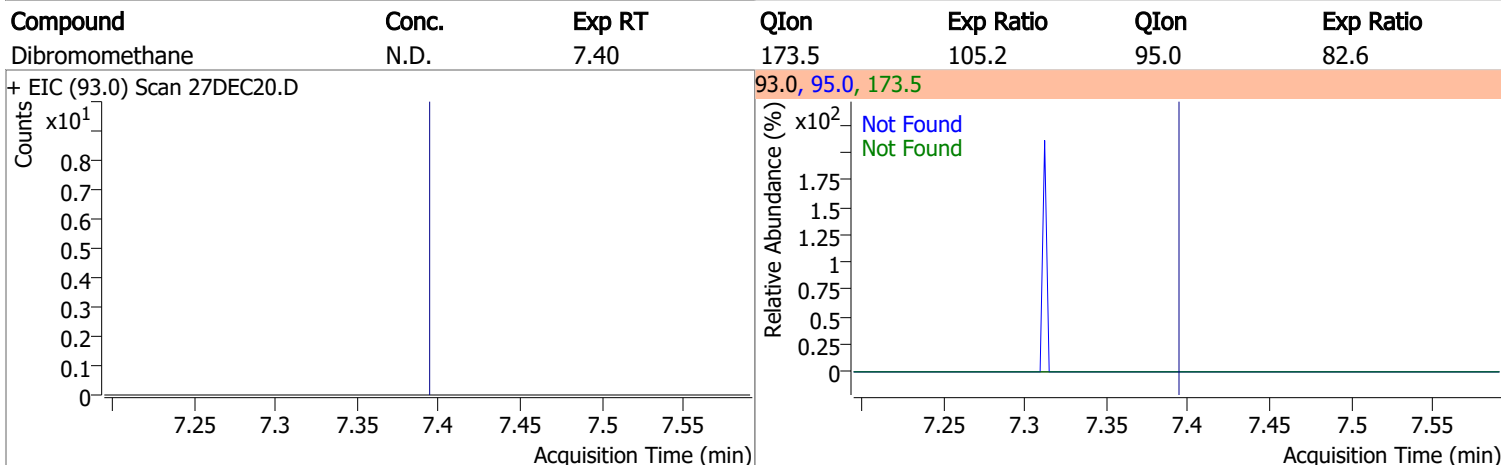 Compound Conc. Exp RT QIon Exp Ratio QIon Exp Ratio
Dibromomethane N.D. 7.40 173.5 105.2 95.0 82.6
+ EIC (93.0) Scan 27DEC20.D
Counts
x10^1
0.8
0.7
0.6
0.5
0.4
0.3
0.2
0.1
0
7.25 7.3 7.35 7.4 7.45 7.5 7.55
Acquisition Time (min)
93.0, 95.0, 173.5
Relative Abundance (%)
x10^2
Not Found
Not Found
1.75
1.5
1.25
1
0.75
0.5
0.25
0
7.25 7.3 7.35 7.4 7.45 7.5 7.55
Acquisition Time (min)